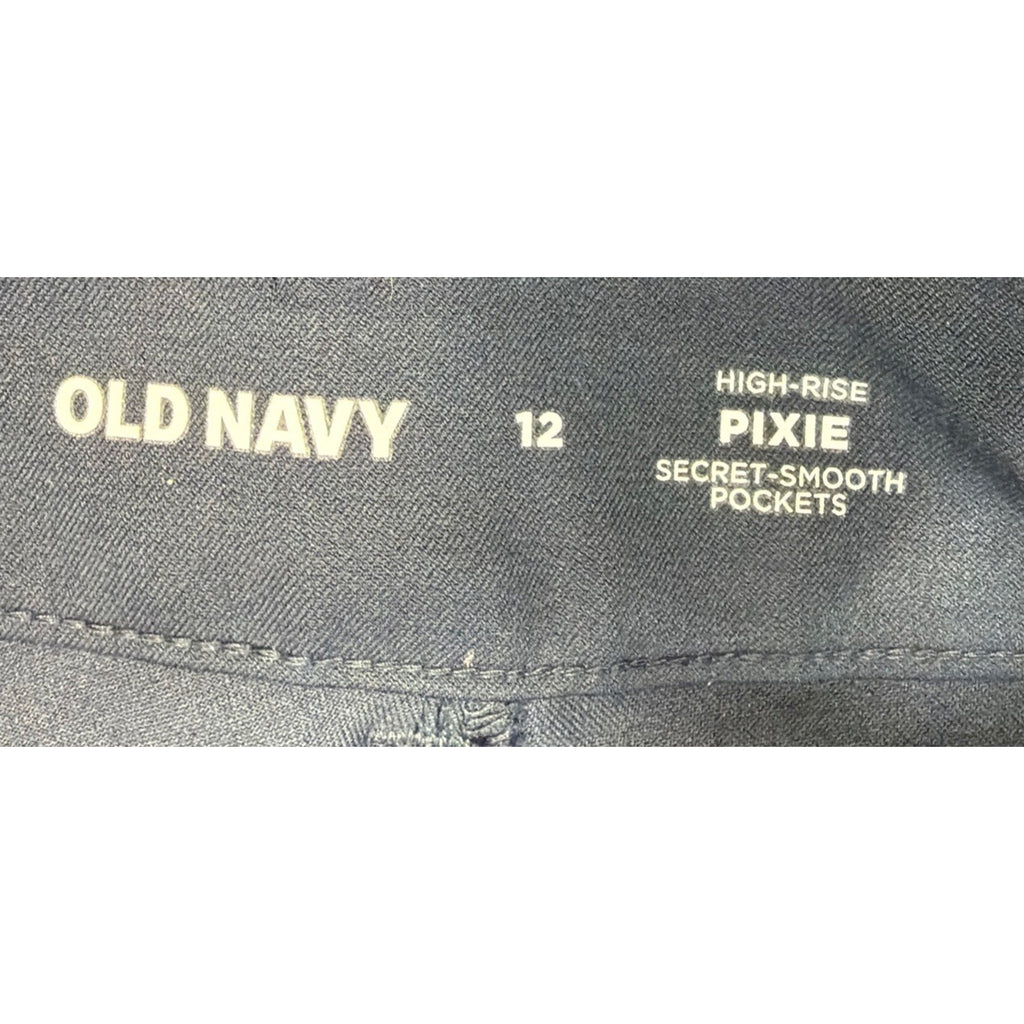 OLD NAVY
12
HIGH-RISE
PIXIE
SECRET-SMOOTH
POCKETS